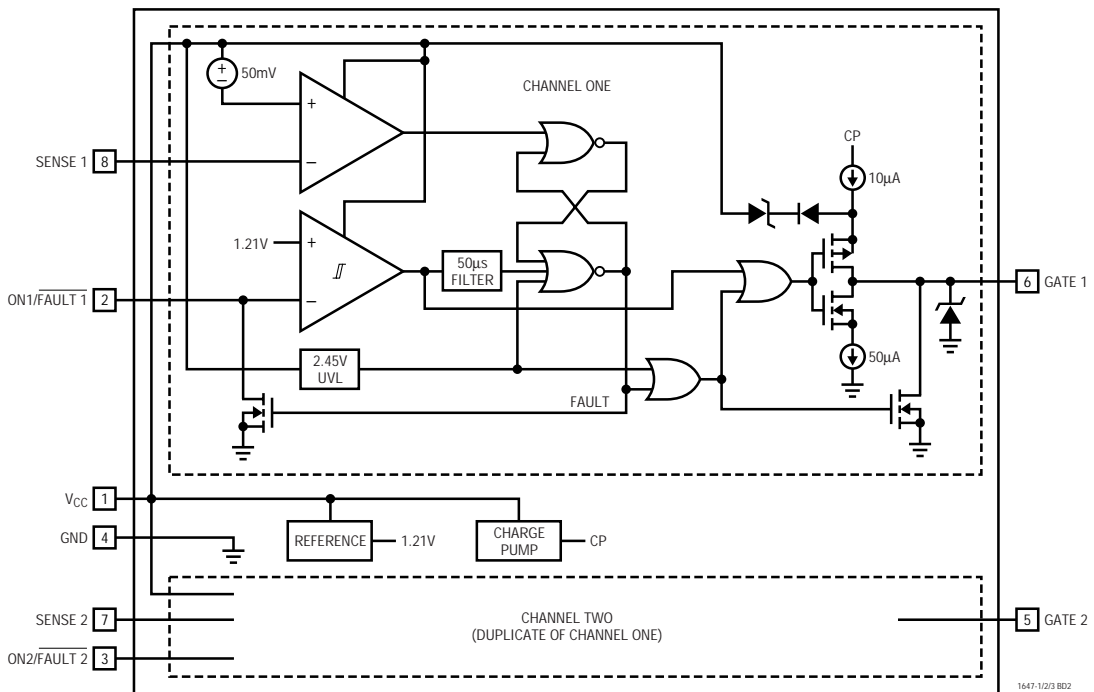 50mV
+
−
+
−
CHANNEL ONE
CP
10µA
SENSE 1 8
1.21V
+
−
50µs
FILTER
ON1/FAULT 1 2
6 GATE 1
2.45V
UVL
50µA
FAULT
VCC 1
GND 4
REFERENCE
1.21V
CHARGE
PUMP
CP
SENSE 2 7
CHANNEL TWO
(DUPLICATE OF CHANNEL ONE)
5 GATE 2
ON2/FAULT 2 3
1647-1/2/3 BD2